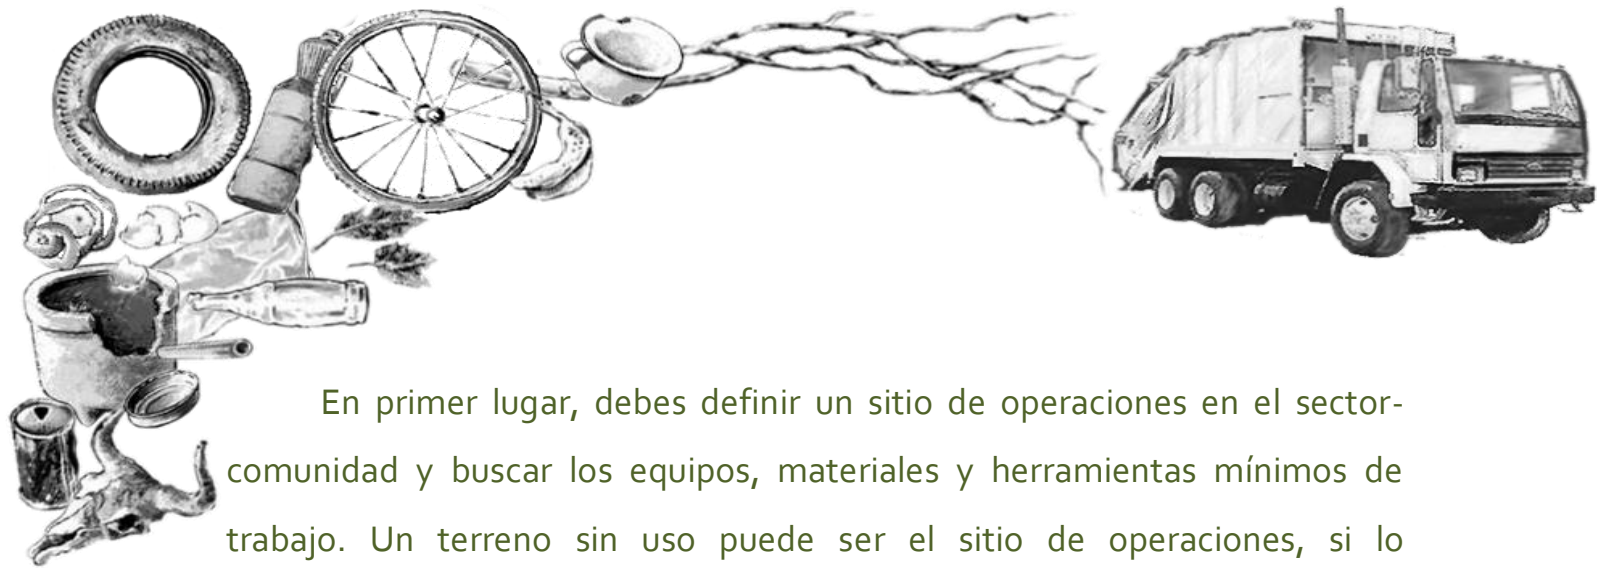 En primer lugar, debes definir un sitio de operaciones en el sector-
comunidad y buscar los equipos, materiales y herramientas mínimos de
trabajo. Un terreno sin uso puede ser el sitio de operaciones, si lo